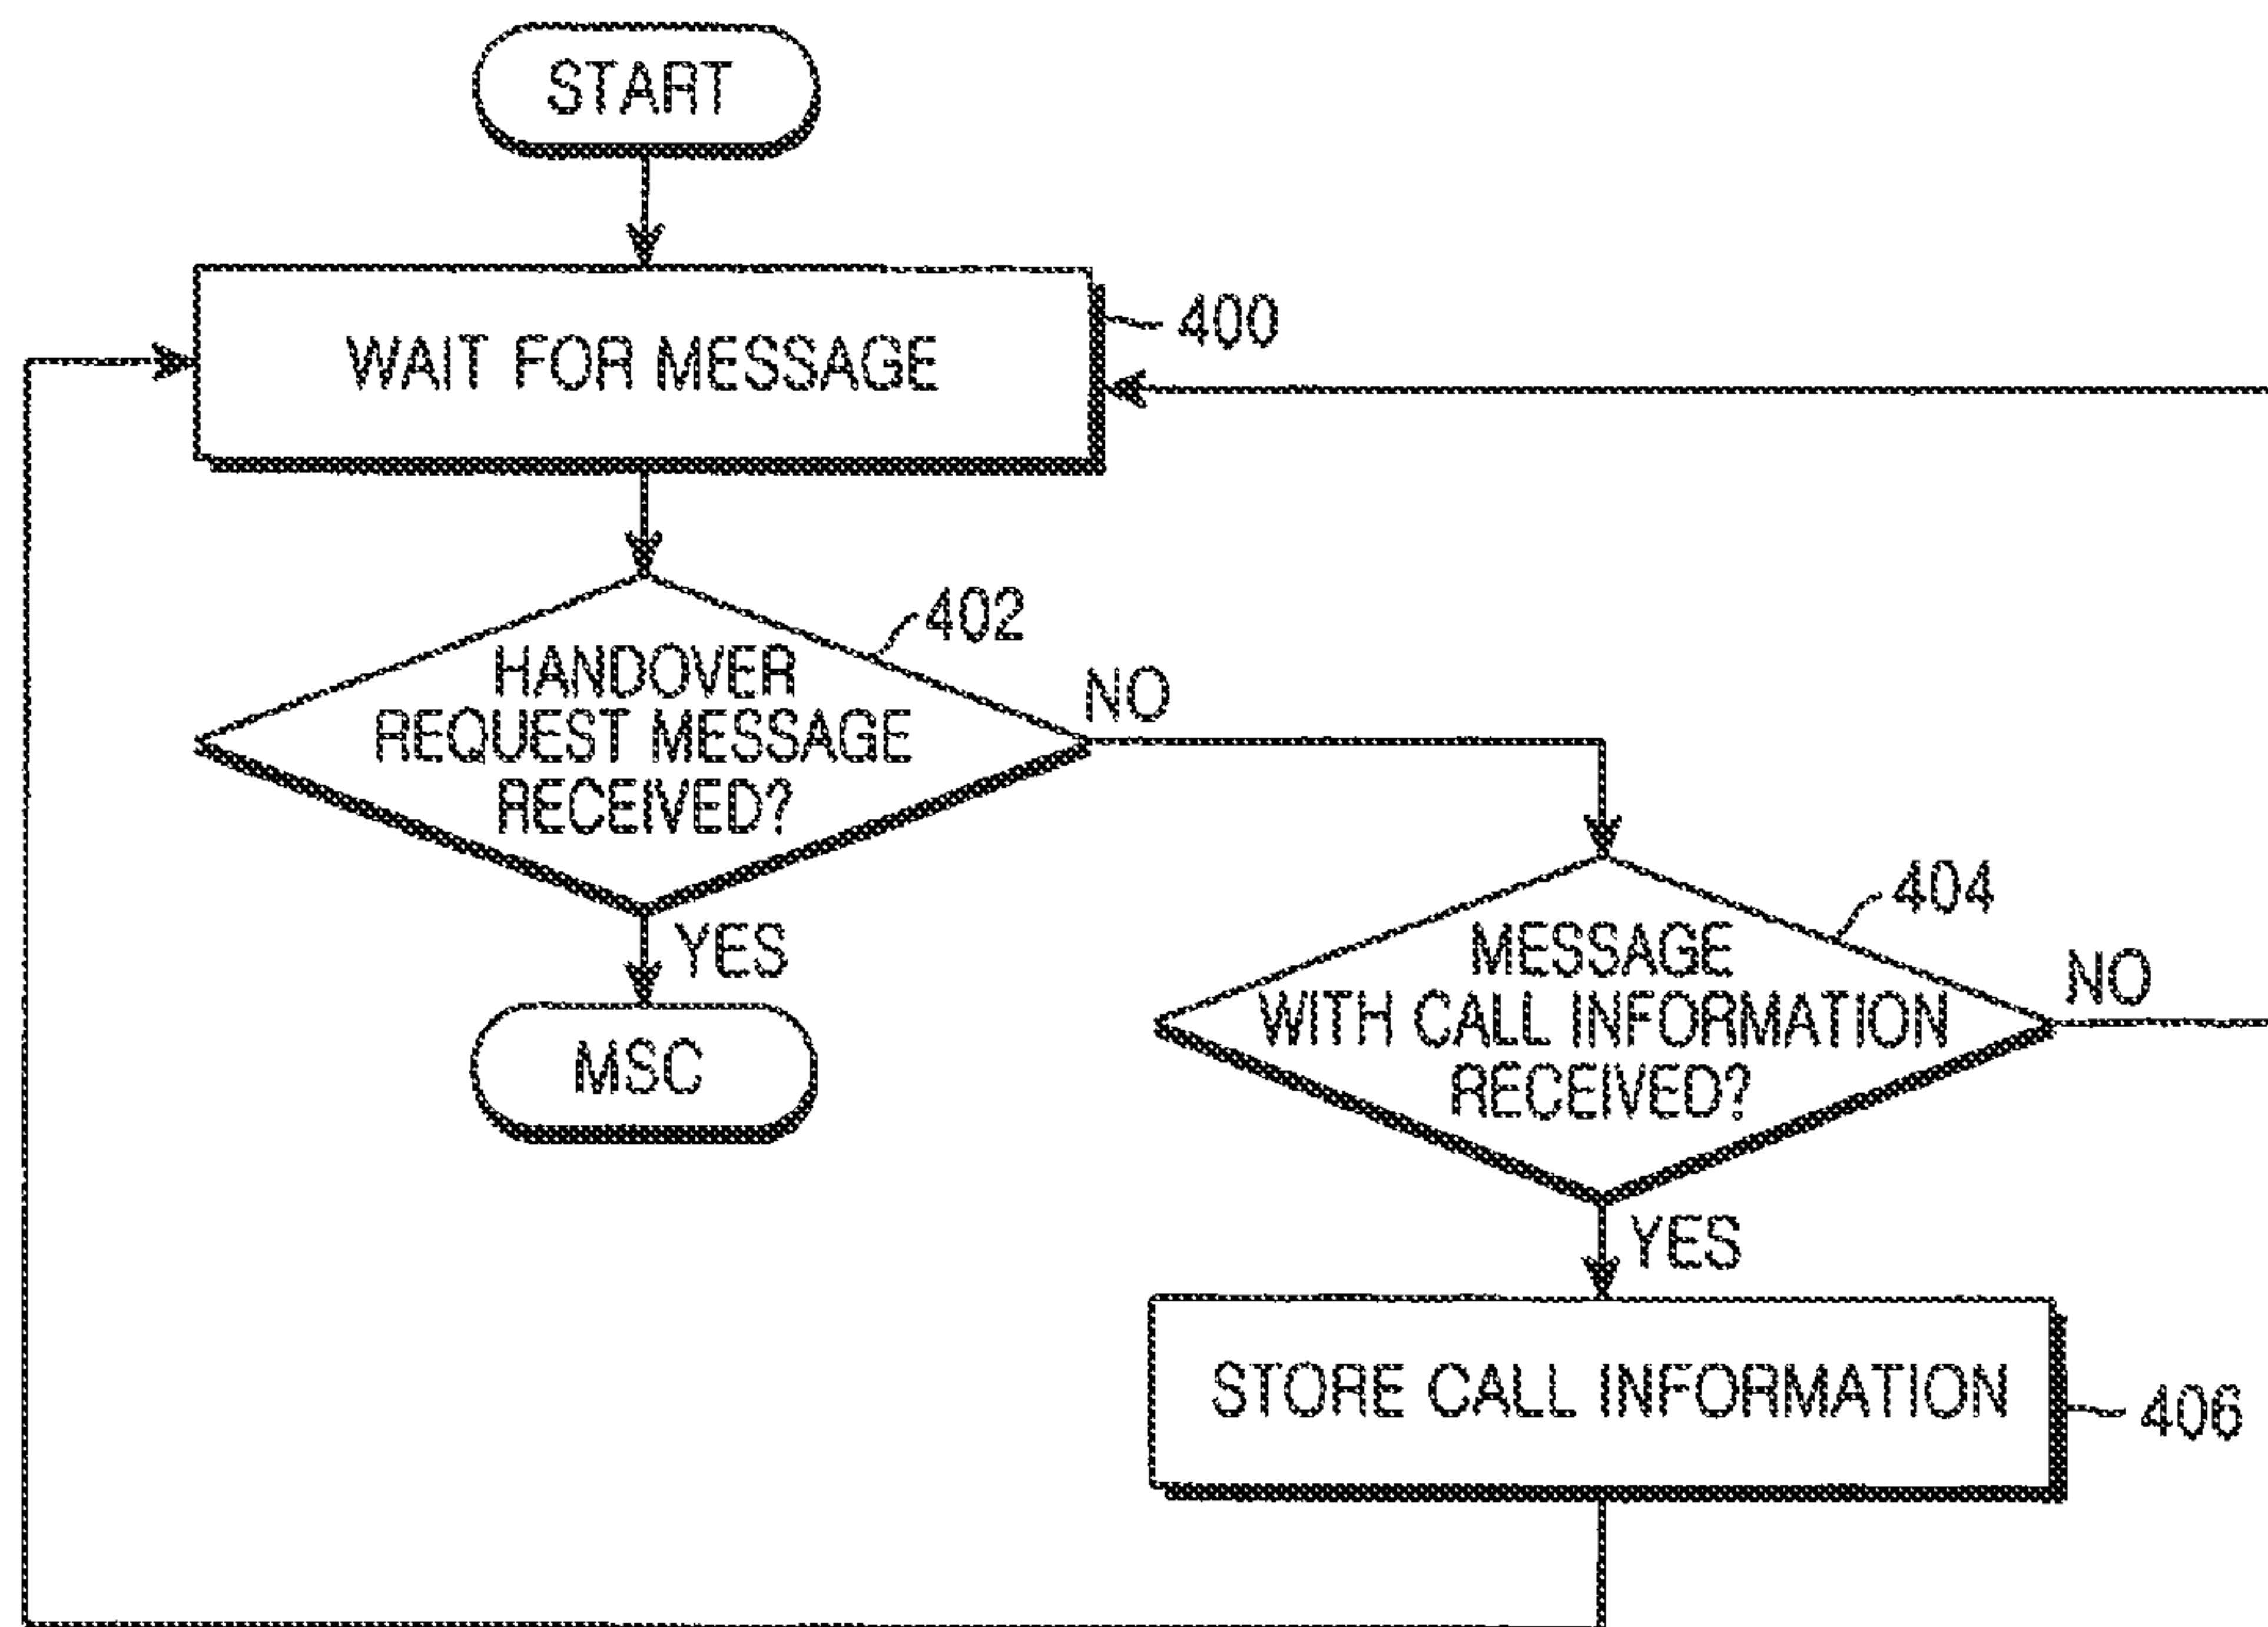 START
WAIT FOR MESSAGE
400
402
HANDOVER
REQUEST MESSAGE
RECEIVED?
NO
YES
MSC
404
MESSAGE
WITH CALL INFORMATION
RECEIVED?
NO
YES
STORE CALL INFORMATION
406